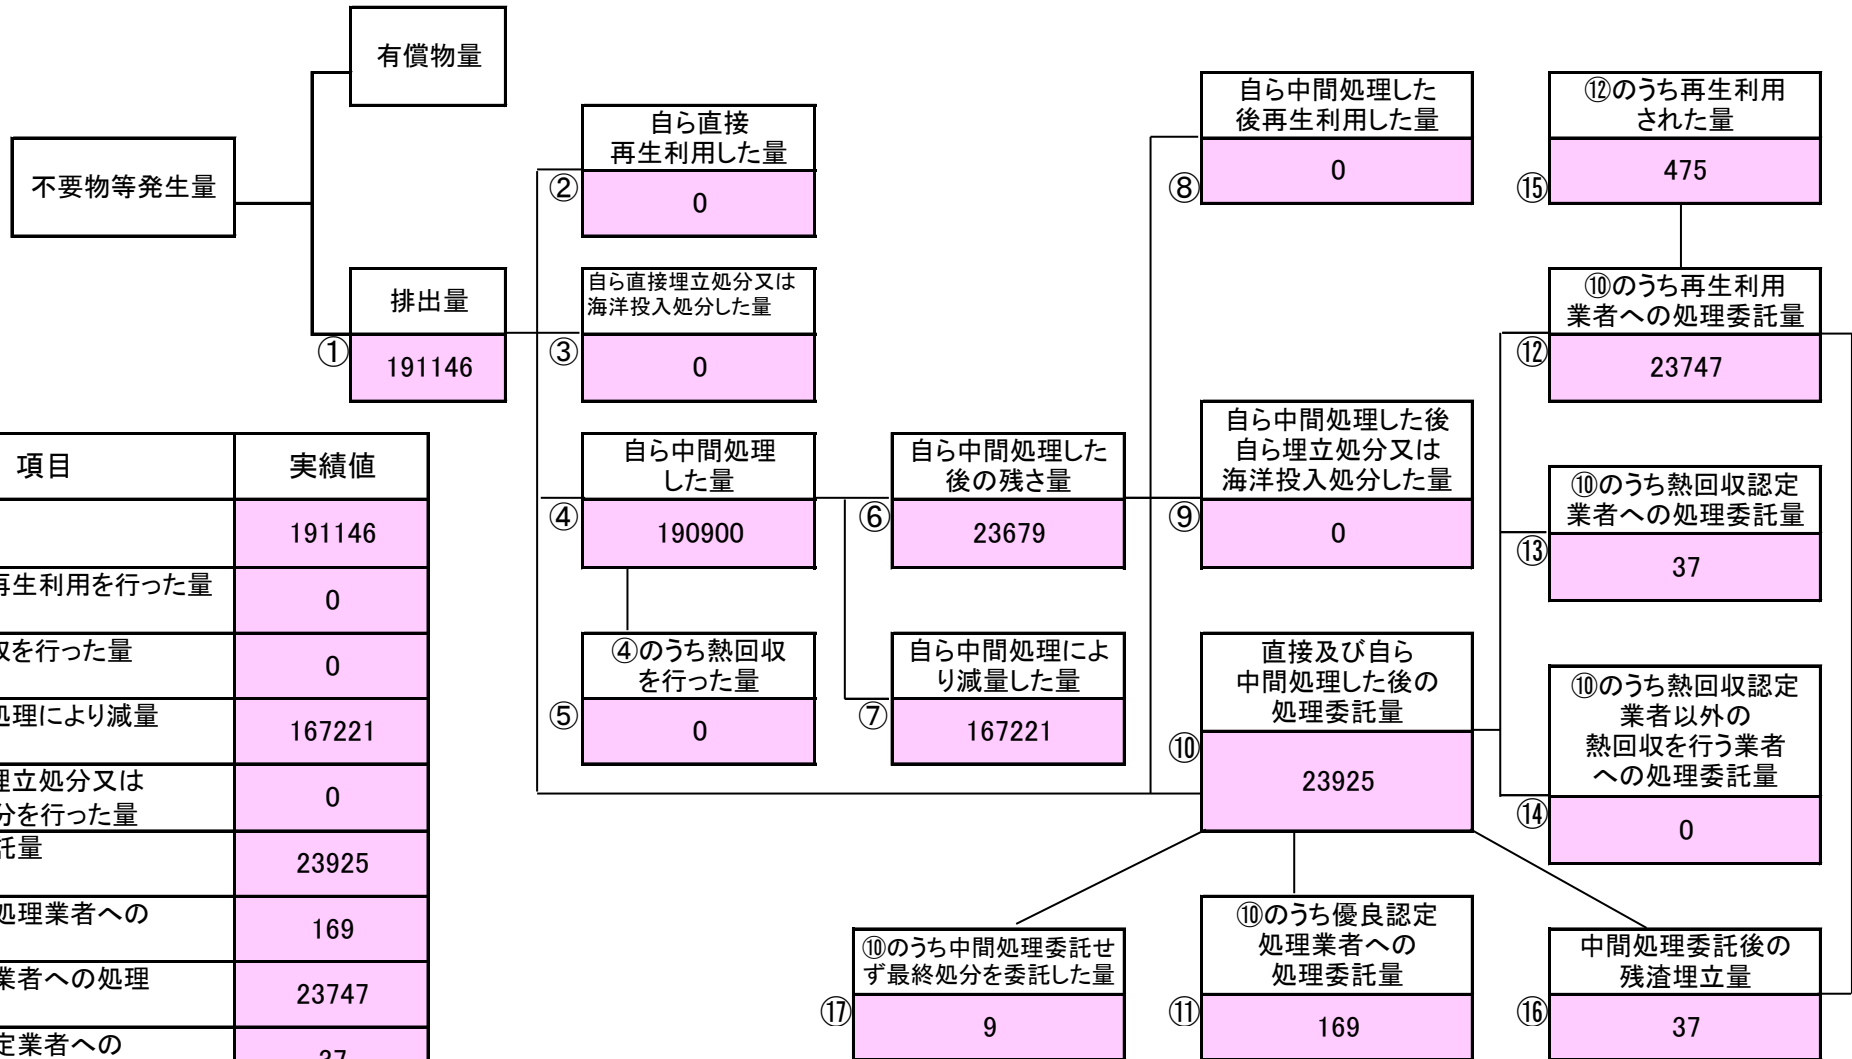 有償物量
不要物等発生量
排出量
①
191146
自ら直接
再生利用した量
②
0
自ら直接埋立処分又は
海洋投入処分した量
③
0
自ら中間処理
した量
④
190900
④のうち熱回収
を行った量
⑤
0
自ら中間処理した
後の残さ量
⑥
23679
自ら中間処理によ
り減量した量
⑦
167221
自ら中間処理した
後再生利用した量
⑧
0
自ら中間処理した後
自ら埋立処分又は
海洋投入処分した量
⑨
0
直接及び自ら
中間処理した後の
処理委託量
⑩
23925
⑫のうち再生利用
された量
⑮
475
⑩のうち再生利用
業者への処理委託量
⑫
23747
⑩のうち熱回収認定
業者への処理委託量
⑬
37
⑩のうち熱回収認定
業者以外の
熱回収を行う業者
への処理委託量
⑭
0
⑩のうち中間処理委託せ
ず最終処分を委託した量
⑰
9
⑩のうち優良認定
処理業者への
処理委託量
⑪
169
中間処理委託後の
残渣埋立量
⑯
37
項目 実績値
191146
再生利用を行った量
0
を行った量
0
処理により減量
167221
埋立処分又は
分を行った量
0
託量
23925
処理業者への
169
業者への処理
23747
定業者への
37